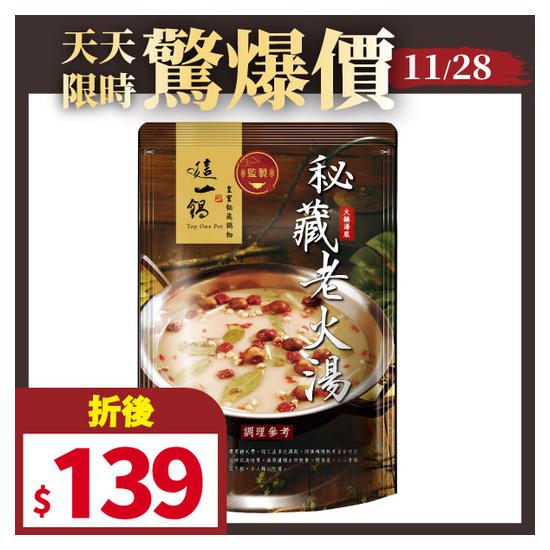 天天
限時
驚爆價
11/28
這一鍋
Top One Pot
皇室秘藏鍋物
監製
秘藏老火湯
火鍋湯底
調理參考
折後
$139